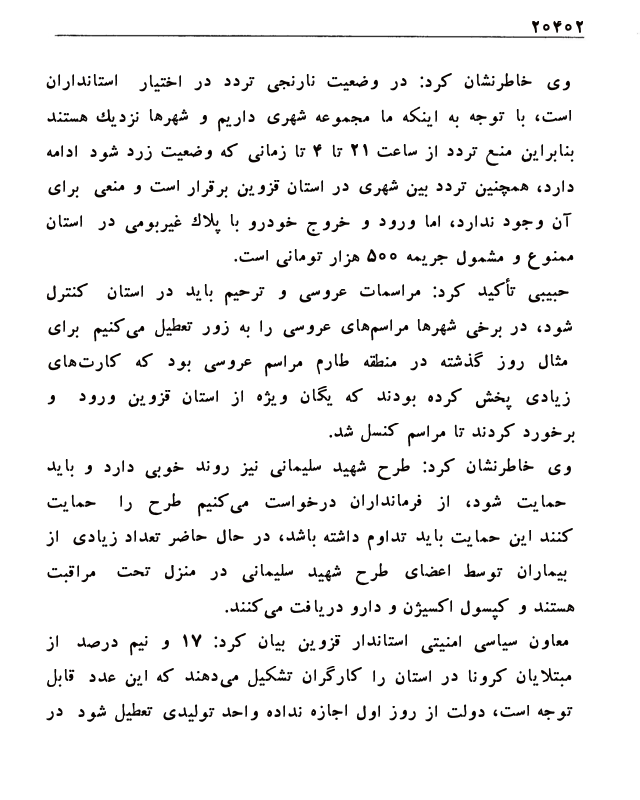 ۲۰۴۰۲
وی خاطرنشان کرد: در وضعیت نارنجی تردد در اختیار استانداران
است، با توجه به اینکه ما مجموعه شهری داریم و شهرها نزدیك هستند
بنابراین منع تردد از ساعت ۲۱ تا ۴ تا زمانی که وضعیت زرد شود ادامه
دارد، همچنین تردد بین شهری در استان قزوین برقرار است و منعی برای
آن وجود ندارد، اما ورود و خروج خودرو با پلاك غیربومی در استان
ممنوع و مشمول جریمه ۵۰۰ هزار تومانی است.
حبیبی تأکید کرد: مراسمات عروسی و ترحیم باید در استان کنترل
شود، در برخی شهرها مراسم‌های عروسی را به زور تعطیل می‌کنیم برای
مثال روز گذشته در منطقه طارم مراسم عروسی بود که کارت‌های
زیادی پخش کرده بودند که یگان ویژه از استان قزوین ورود و
برخورد کردند تا مراسم کنسل شد.
وی خاطرنشان کرد: طرح شهید سلیمانی نیز روند خوبی دارد و باید
حمایت شود، از فرمانداران درخواست می‌کنیم طرح را حمایت
کنند این حمایت باید تداوم داشته باشد، در حال حاضر تعداد زیادی از
بیماران توسط اعضای طرح شهید سلیمانی در منزل تحت مراقبت
هستند و کپسول اکسیژن و دارو دریافت می‌کنند.
معاون سیاسی امنیتی استاندار قزوین بیان کرد: ۱۷ و نیم درصد از
مبتلایان کرونا در استان را کارگران تشکیل می‌دهند که این عدد قابل
توجه است، دولت از روز اول اجازه نداده واحد تولیدی تعطیل شود در